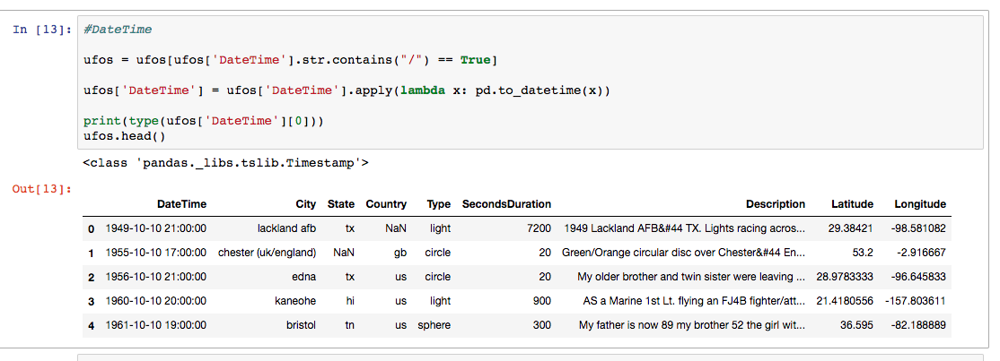 In [13]: #DateTime
ufos = ufos[ufos['DateTime'].str.contains("/") == True]
ufos['DateTime'] = ufos['DateTime'].apply(lambda x: pd.to_datetime(x))
print(type(ufos['DateTime'][0]))
ufos.head()
<class 'pandas._libs.tslib.Timestamp'>
Out[13]:
DateTime City State Country Type SecondsDuration Description Latitude Longitude
0 1949-10-10 21:00:00 lackland afb tx NaN light 7200 1949 Lackland AFB&#44 TX. Lights racing acros... 29.38421 -98.581082
1 1955-10-10 17:00:00 chester (uk/england) NaN gb circle 20 Green/Orange circular disc over Chester&#44 En... 53.2 -2.916667
2 1956-10-10 21:00:00 edna tx us circle 20 My older brother and twin sister were leaving ... 28.9783333 -96.645833
3 1960-10-10 20:00:00 kaneohe hi us light 900 AS a Marine 1st Lt. flying an FJ4B fighter/att... 21.4180556 -157.803611
4 1961-10-10 19:00:00 bristol tn us sphere 300 My father is now 89 my brother 52 the girl wit... 36.595 -82.188889